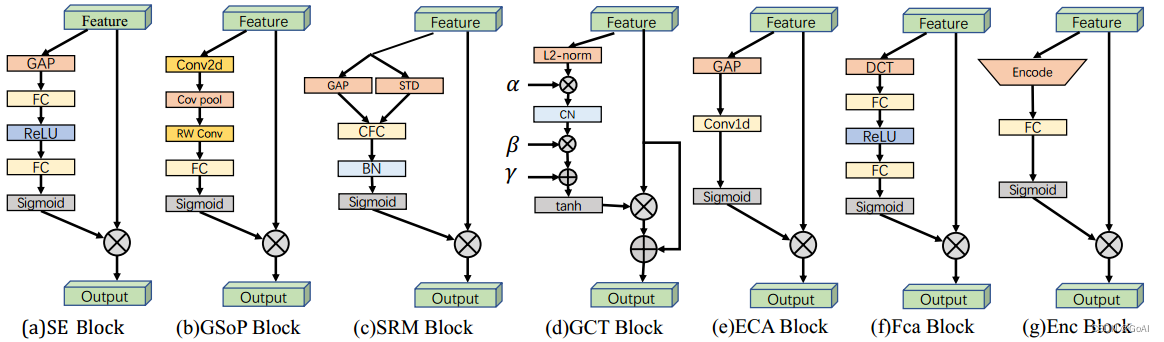 Feature
GAP
FC
ReLU
FC
Sigmoid
Output
(a)SE Block
Feature
Conv2d
Cov pool
RW Conv
FC
Sigmoid
Output
(b)GSoP Block
Feature
GAP
STD
CFC
BN
Sigmoid
Output
(c)SRM Block
Feature
L2-norm
α
CN
β
γ
tanh
Output
(d)GCT Block
Feature
GAP
Conv1d
Sigmoid
Output
(e)ECA Block
Feature
DCT
FC
ReLU
FC
Sigmoid
Output
(f)Fca Block
Feature
Encode
FC
Sigmoid
Output
(g)Enc Block